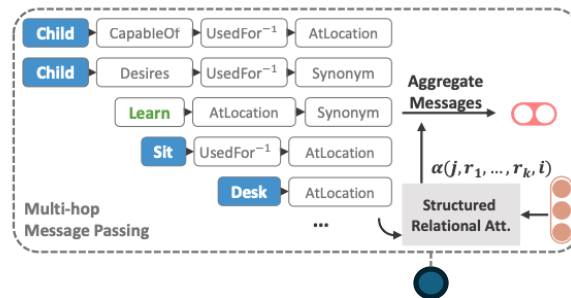 Child CapableOf UsedFor⁻¹ AtLocation
Child Desires UsedFor⁻¹ Synonym
Learn AtLocation Synonym
Sit UsedFor⁻¹ AtLocation
Desk AtLocation
...
Aggregate
Messages
α(j, r₁, ..., rₖ, i)
Structured
Relational Att.
Multi-hop
Message Passing